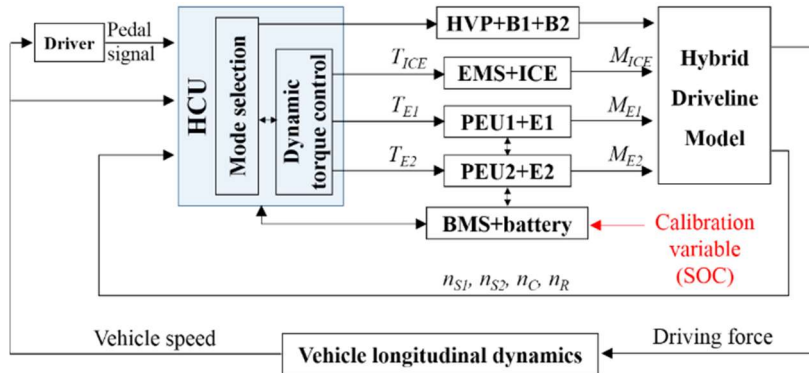 Driver
Pedal
signal
HCU
Mode selection
Dynamic
torque control
HVP+B1+B2
T_ICE
EMS+ICE
M_ICE
T_E1
PEU1+E1
M_E1
T_E2
PEU2+E2
M_E2
BMS+battery
Hybrid
Driveline
Model
Calibration
variable
(SOC)
n_S1, n_S2, n_C, n_R
Vehicle speed
Vehicle longitudinal dynamics
Driving force